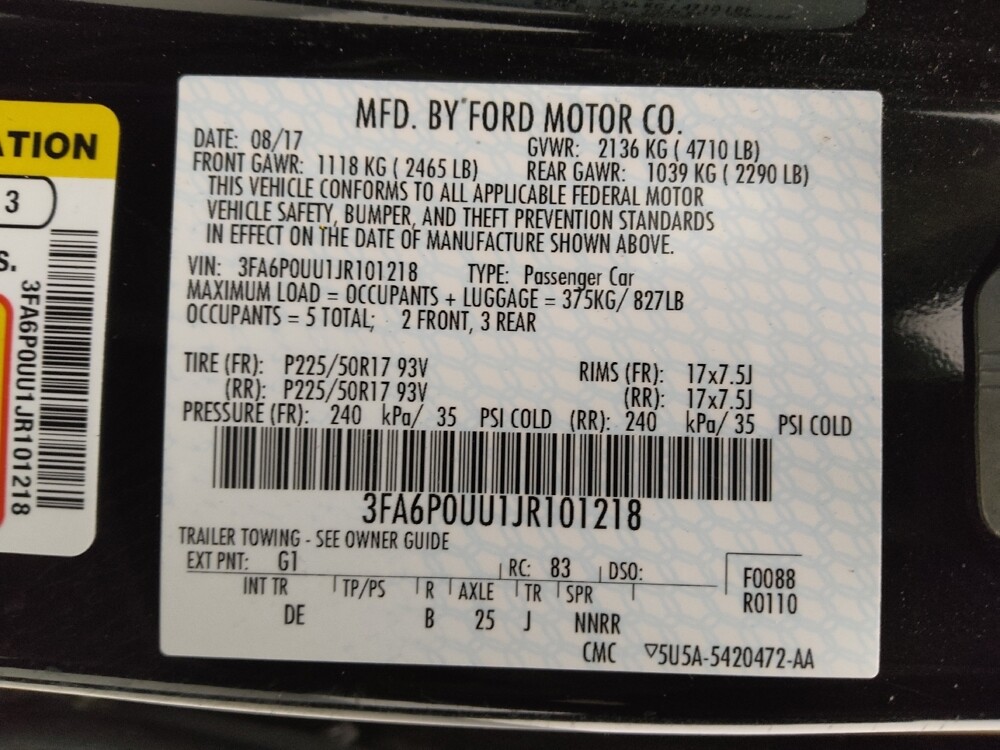 ATION
3
S.
3FA6P0UU1JR101218
MFD. BY FORD MOTOR CO.
DATE: 08/17 GVWR: 2136 KG ( 4710 LB)
FRONT GAWR: 1118 KG ( 2465 LB) REAR GAWR: 1039 KG ( 2290 LB)
THIS VEHICLE CONFORMS TO ALL APPLICABLE FEDERAL MOTOR
VEHICLE SAFETY, BUMPER, AND THEFT PREVENTION STANDARDS
IN EFFECT ON THE DATE OF MANUFACTURE SHOWN ABOVE.
VIN: 3FA6P0UU1JR101218 TYPE: Passenger Car
MAXIMUM LOAD = OCCUPANTS + LUGGAGE = 375KG/ 827LB
OCCUPANTS = 5 TOTAL; 2 FRONT, 3 REAR
TIRE (FR): P225/50R17 93V RIMS (FR): 17x7.5J
(RR): P225/50R17 93V (RR): 17x7.5J
PRESSURE (FR): 240 kPa/ 35 PSI COLD (RR): 240 kPa/ 35 PSI COLD
3FA6P0UU1JR101218
TRAILER TOWING - SEE OWNER GUIDE
EXT PNT: G1 RC: 83 DSO: F0088
INT TR TP/PS R AXLE TR SPR R0110
DE B 25 J NNRR
CMC ▽5U5A-5420472-AA